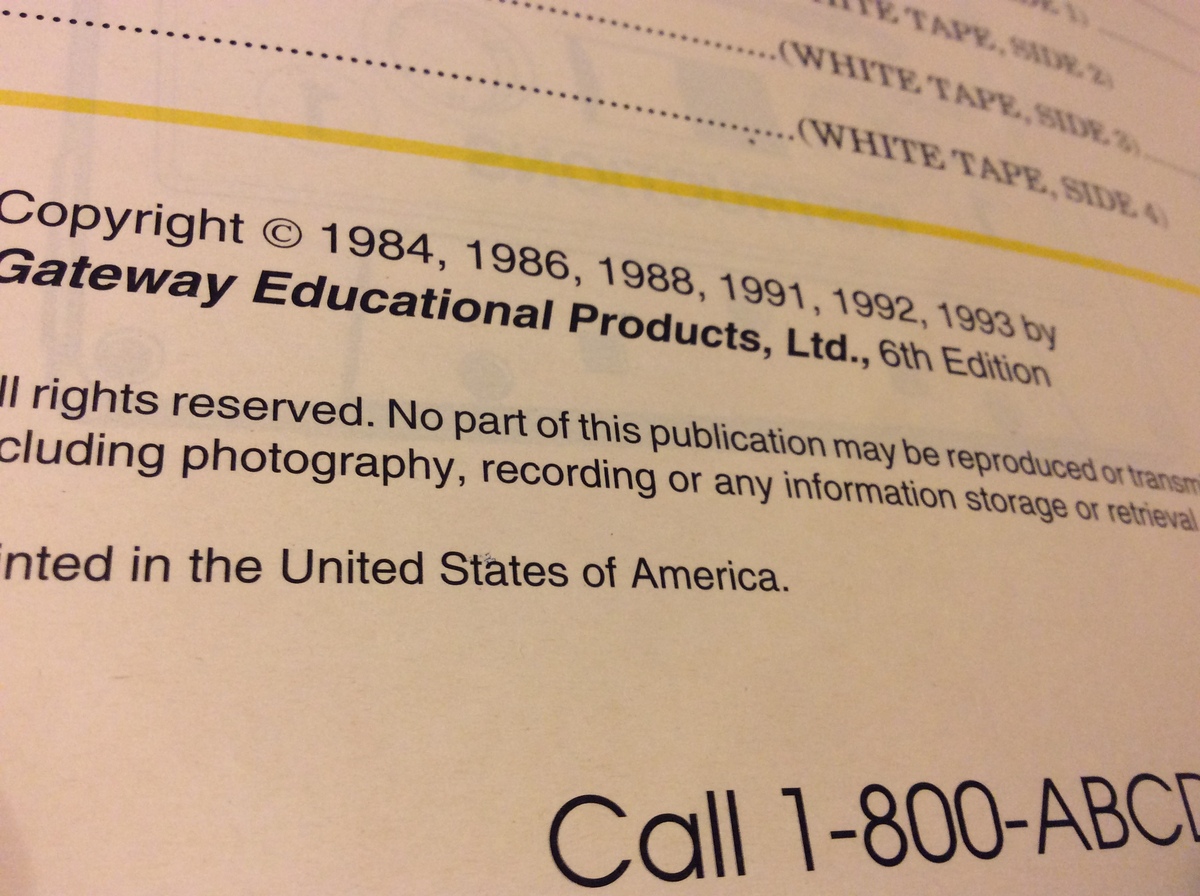 SIDE 1)
WHITE TAPE, SIDE 2)
(WHITE TAPE, SIDE 3)
(WHITE TAPE, SIDE 4)
Copyright © 1984, 1986, 1988, 1991, 1992, 1993 by
Gateway Educational Products, Ltd., 6th Edition
ll rights reserved. No part of this publication may be reproduced or transm
cluding photography, recording or any information storage or retrieval
inted in the United States of America.
Call 1-800-ABCD